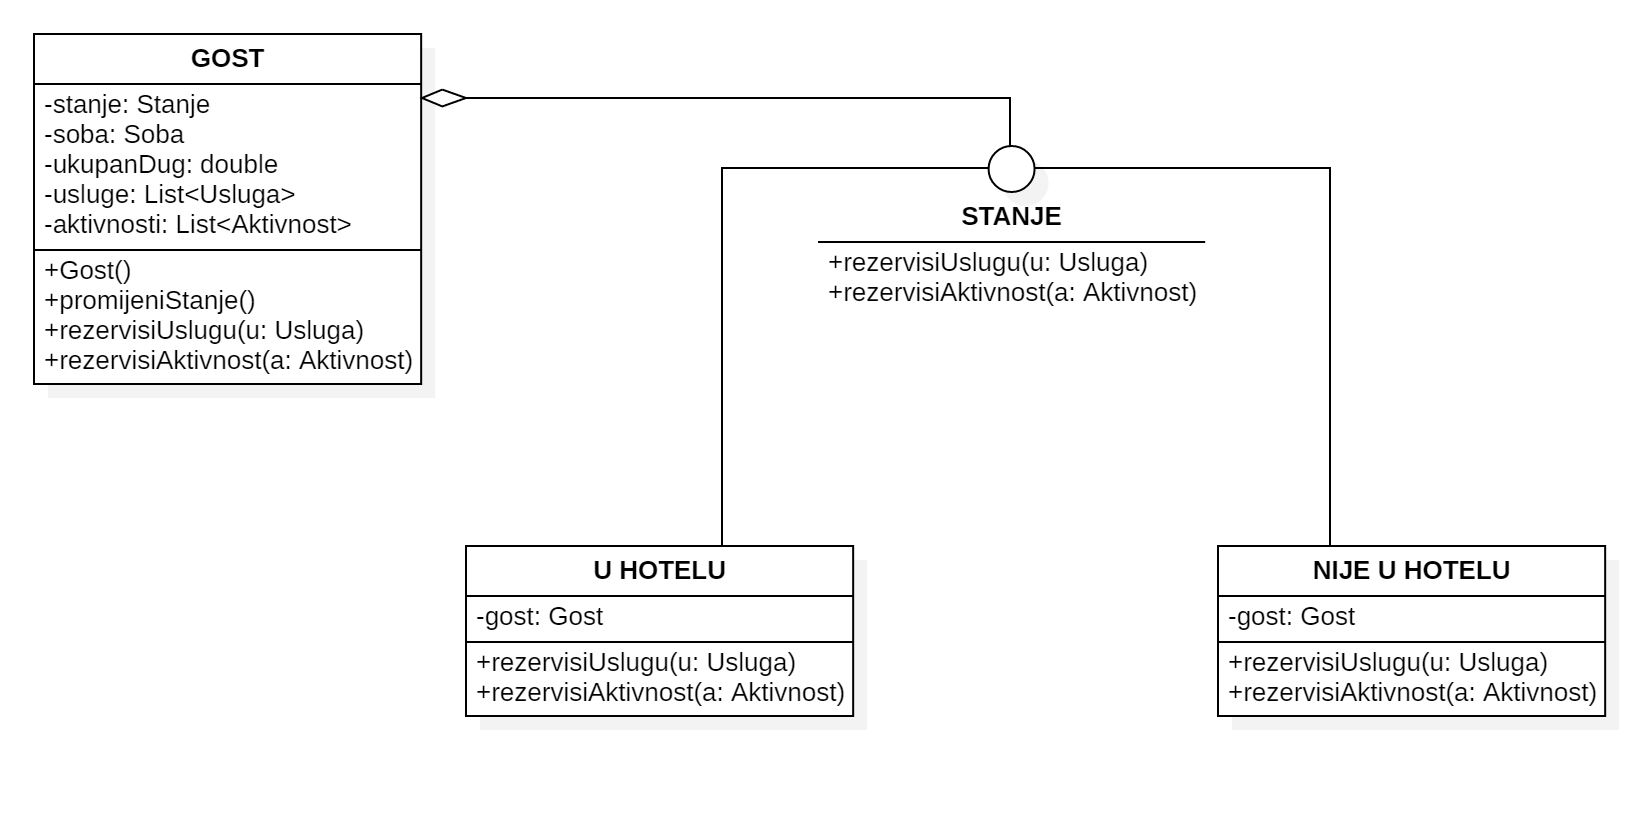 GOST
-stanje: Stanje
-soba: Soba
-ukupanDug: double
-usluge: List<Usluga>
-aktivnosti: List<Aktivnost>
+Gost()
+promijeniStanje()
+rezervisiUslugu(u: Usluga)
+rezervisiAktivnost(a: Aktivnost)
STANJE
+rezervisiUslugu(u: Usluga)
+rezervisiAktivnost(a: Aktivnost)
U HOTELU
-gost: Gost
+rezervisiUslugu(u: Usluga)
+rezervisiAktivnost(a: Aktivnost)
NIJE U HOTELU
-gost: Gost
+rezervisiUslugu(u: Usluga)
+rezervisiAktivnost(a: Aktivnost)